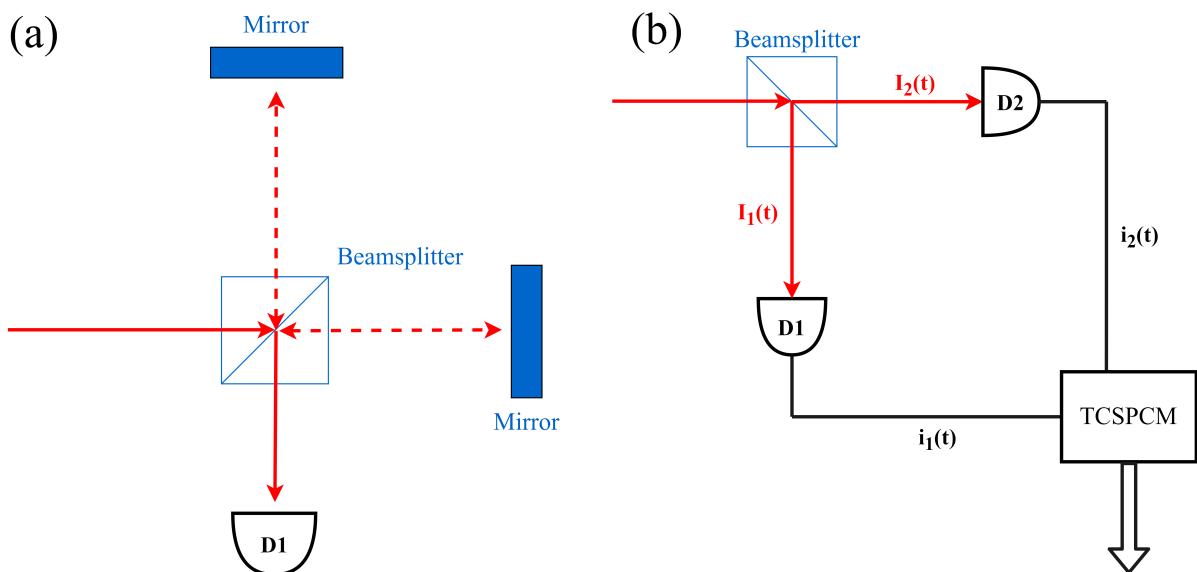 (a)
Mirror
Beamsplitter
Mirror
D1
(b)
Beamsplitter
I₂(t)
D2
I₁(t)
i₂(t)
D1
TCSPCM
i₁(t)